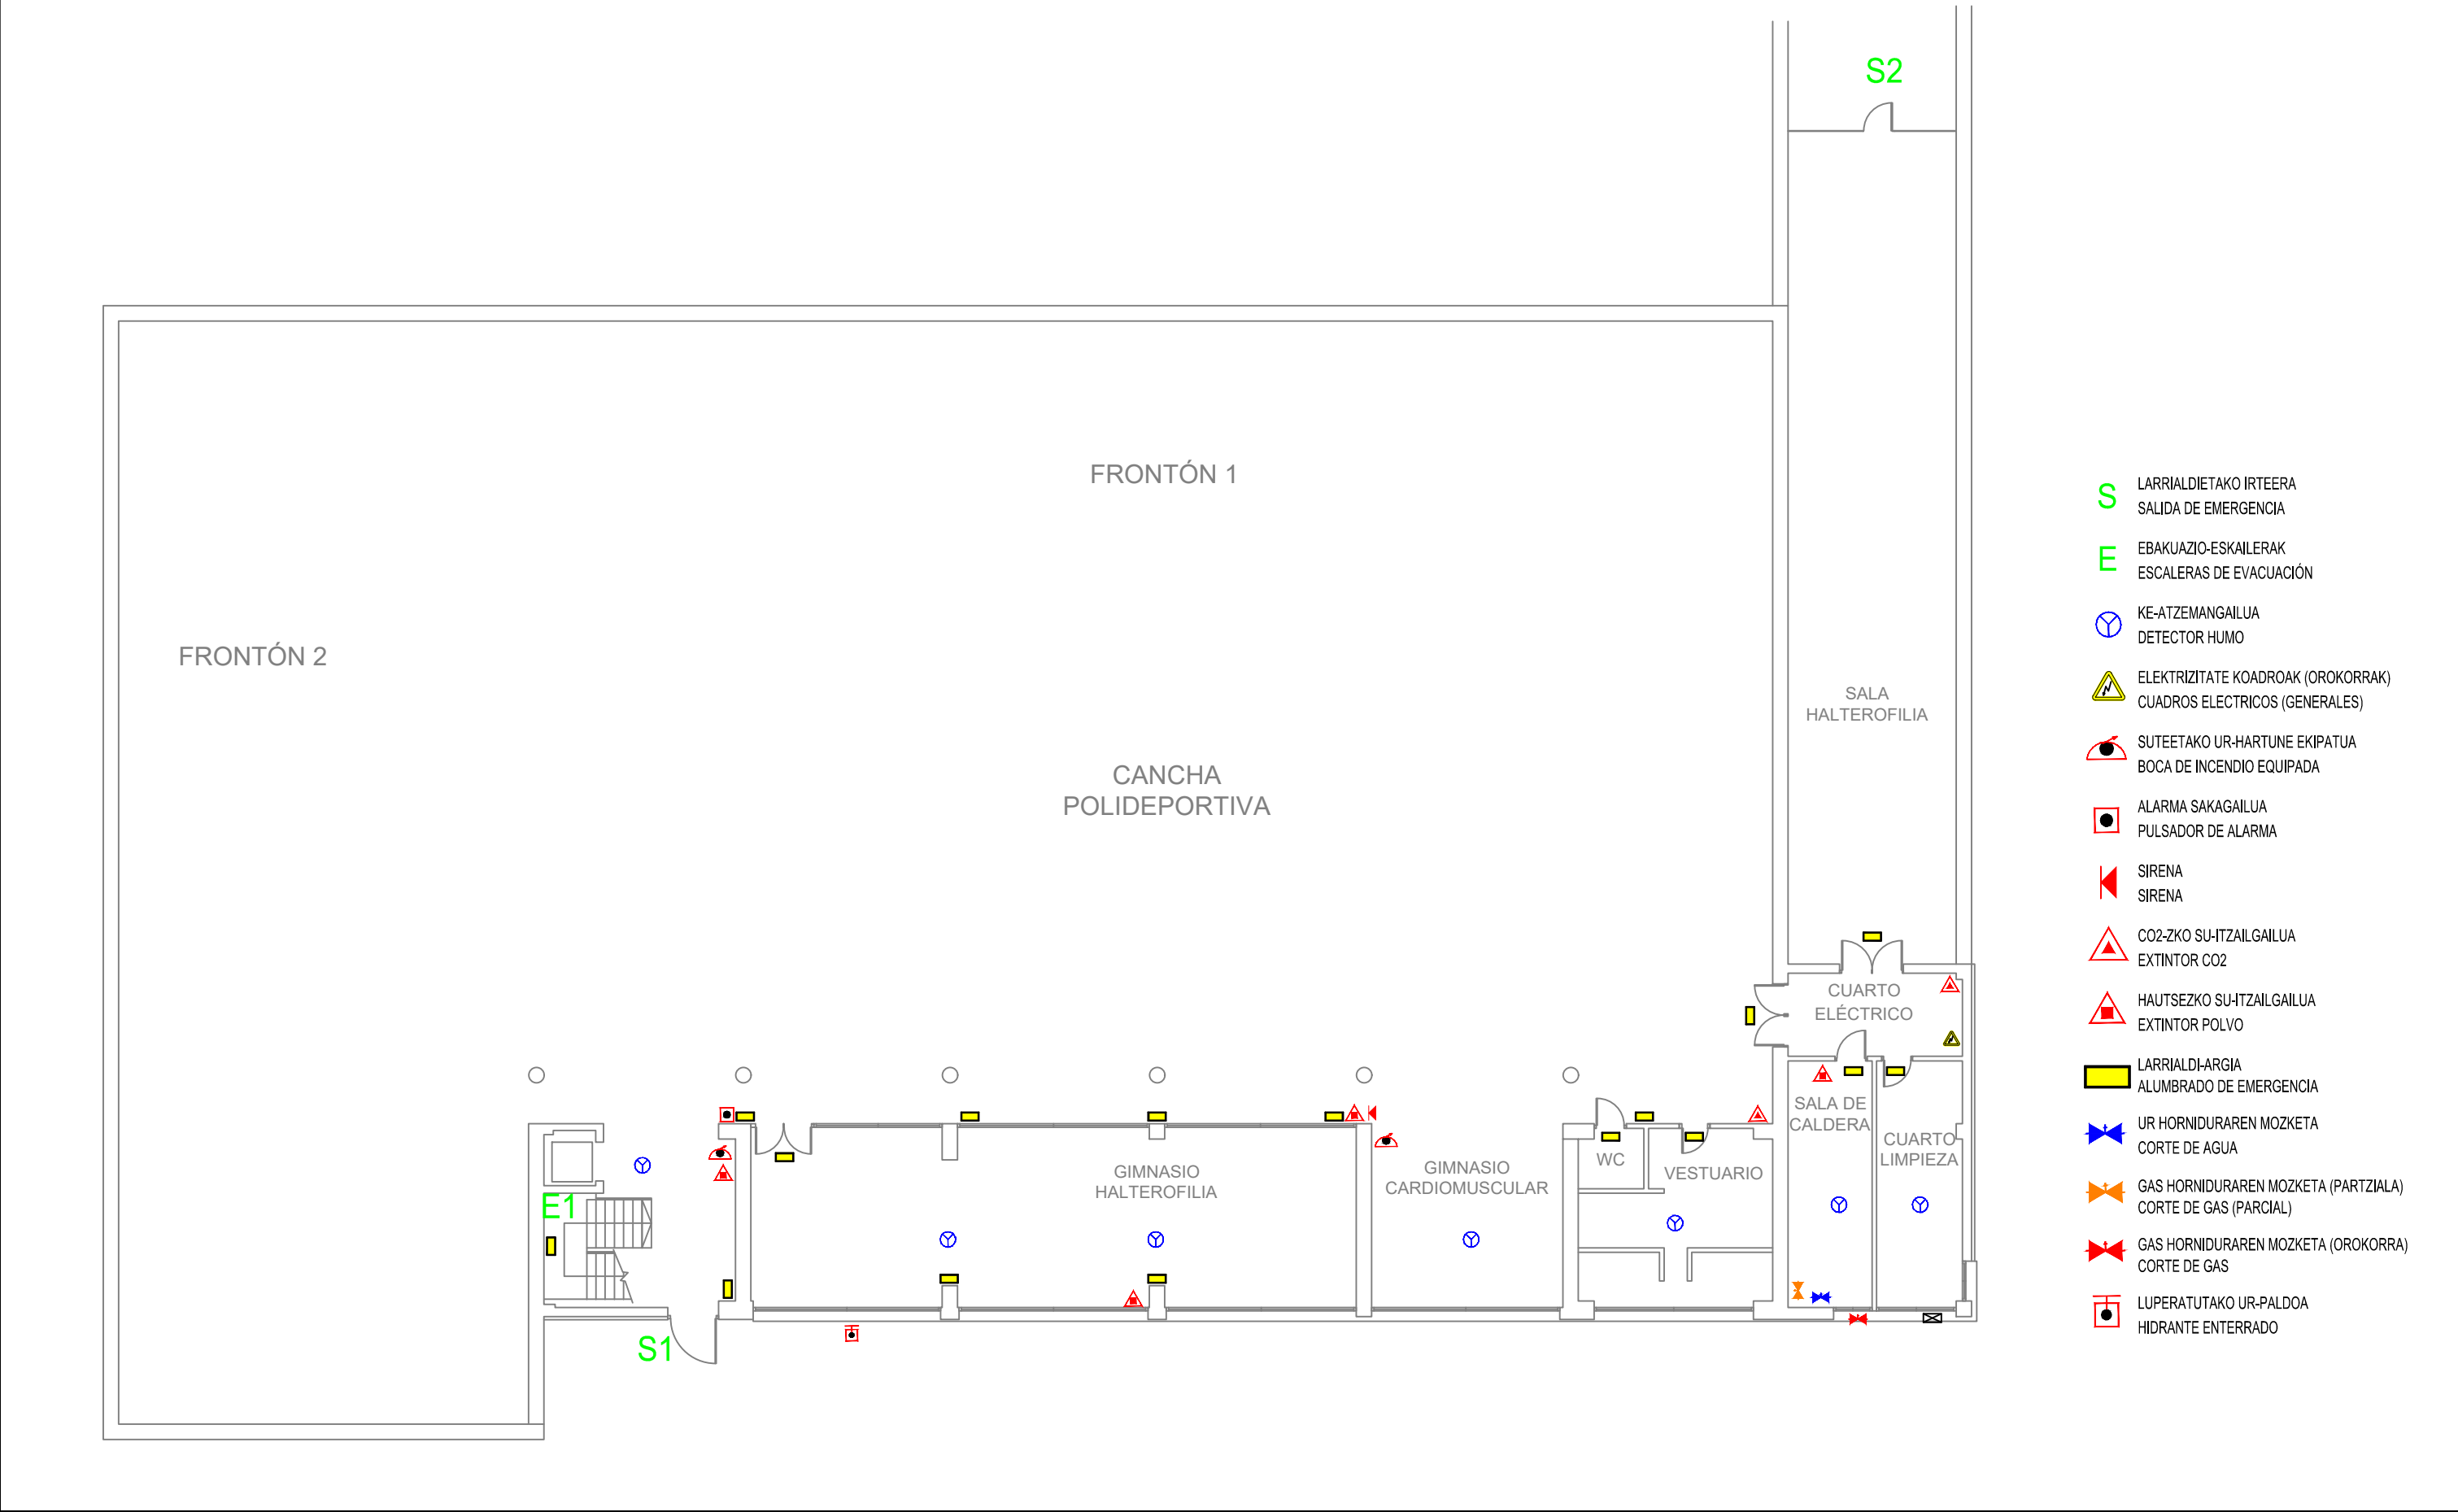 S2
FRONTÓN 1
FRONTÓN 2
SALA
HALTEROFILIA
CANCHA
POLIDEPORTIVA
CUARTO
ELÉCTRICO
SALA DE
CALDERA
CUARTO
LIMPIEZA
WC
VESTUARIO
GIMNASIO
CARDIOMUSCULAR
GIMNASIO
HALTEROFILIA
E1
S1
S
LARRIALDIETAKO IRTEERA
SALIDA DE EMERGENCIA
E
EBAKUAZIO-ESKAILERAK
ESCALERAS DE EVACUACIÓN
KE-ATZEMANGAILUA
DETECTOR HUMO
ELEKTRIZITATE KOADROAK (OROKORRAK)
CUADROS ELECTRICOS (GENERALES)
SUTEETAKO UR-HARTUNE EKIPATUA
BOCA DE INCENDIO EQUIPADA
ALARMA SAKAGAILUA
PULSADOR DE ALARMA
SIRENA
SIRENA
CO2-ZKO SU-ITZAILGAILUA
EXTINTOR CO2
HAUTSEZKO SU-ITZAILGAILUA
EXTINTOR POLVO
LARRIALDI-ARGIA
ALUMBRADO DE EMERGENCIA
UR HORNIDURAREN MOZKETA
CORTE DE AGUA
GAS HORNIDURAREN MOZKETA (PARTZIALA)
CORTE DE GAS (PARCIAL)
GAS HORNIDURAREN MOZKETA (OROKORRA)
CORTE DE GAS
LUPERATUTAKO UR-PALDOA
HIDRANTE ENTERRADO